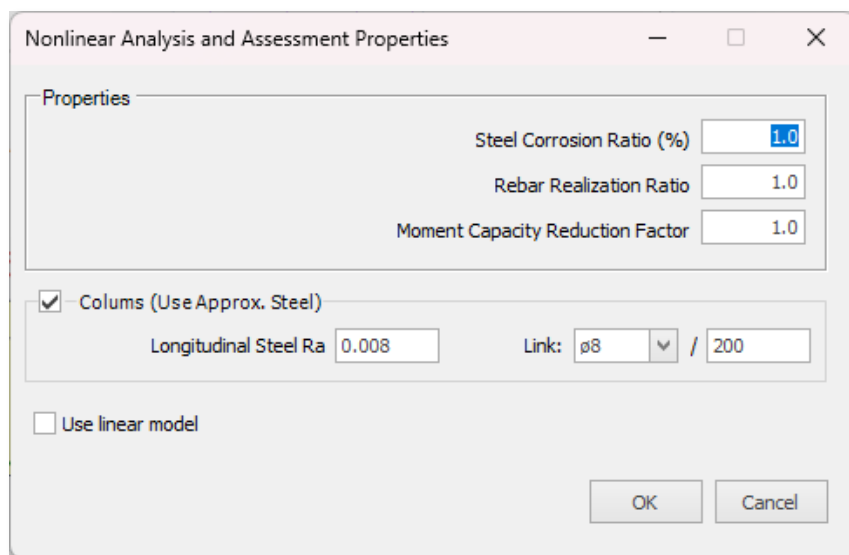 Nonlinear Analysis and Assessment Properties
Properties
Steel Corrosion Ratio (%) 1.0
Rebar Realization Ratio 1.0
Moment Capacity Reduction Factor 1.0
Colums (Use Approx. Steel)
Longitudinal Steel Ra 0.008 Link: ø8 / 200
Use linear model
OK Cancel